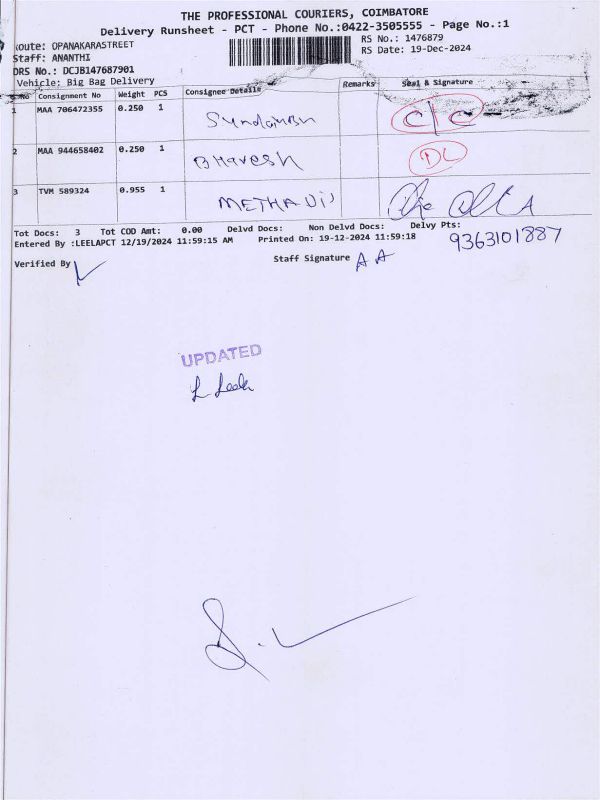 THE PROFESSIONAL COURIERS, COIMBATORE
Delivery Runsheet - PCT - Phone No.:0422-3505555 - Page No.:1
Route: OPANAKARASTREET
RS No.: 1476879
Staff: ANANTHI
RS Date: 19-Dec-2024
DRS No.: DCJB147687901
Vehicle: Big Bag Delivery
S.No Consignment No Weight PCS Consignee Details Remarks Seal & Signature
1 MAA 706472355 0.250 1 C/C
2 MAA 944658402 0.250 1 Bhavesh DL
3 TVM 589324 0.955 1
Tot Docs: 3 Tot COD Amt: 0.00 Delvd Docs: Non Delvd Docs: Delvy Pts:
Entered By :LEELAPCT 12/19/2024 11:59:15 AM Printed On: 19-12-2024 11:59:18
9363101887
Verified By Staff Signature AA
UPDATED
L Leela